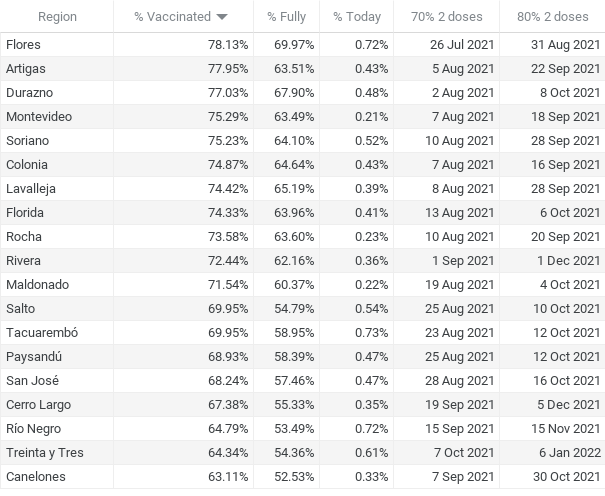 Region % Vaccinated % Fully % Today 70% 2 doses 80% 2 doses
Flores 78.13% 69.97% 0.72% 26 Jul 2021 31 Aug 2021
Artigas 77.95% 63.51% 0.43% 5 Aug 2021 22 Sep 2021
Durazno 77.03% 67.90% 0.48% 2 Aug 2021 8 Oct 2021
Montevideo 75.29% 63.49% 0.21% 7 Aug 2021 18 Sep 2021
Soriano 75.23% 64.10% 0.52% 10 Aug 2021 28 Sep 2021
Colonia 74.87% 64.64% 0.43% 7 Aug 2021 16 Sep 2021
Lavalleja 74.42% 65.19% 0.39% 8 Aug 2021 28 Sep 2021
Florida 74.33% 63.96% 0.41% 13 Aug 2021 6 Oct 2021
Rocha 73.58% 63.60% 0.23% 10 Aug 2021 20 Sep 2021
Rivera 72.44% 62.16% 0.36% 1 Sep 2021 1 Dec 2021
Maldonado 71.54% 60.37% 0.22% 19 Aug 2021 4 Oct 2021
Salto 69.95% 54.79% 0.54% 25 Aug 2021 10 Oct 2021
Tacuarembó 69.95% 58.95% 0.73% 23 Aug 2021 12 Oct 2021
Paysandú 68.93% 58.39% 0.47% 25 Aug 2021 12 Oct 2021
San José 68.24% 57.46% 0.47% 28 Aug 2021 16 Oct 2021
Cerro Largo 67.38% 55.33% 0.35% 19 Sep 2021 5 Dec 2021
Río Negro 64.79% 53.49% 0.72% 15 Sep 2021 15 Nov 2021
Treinta y Tres 64.34% 54.36% 0.61% 7 Oct 2021 6 Jan 2022
Canelones 63.11% 52.53% 0.33% 7 Sep 2021 30 Oct 2021